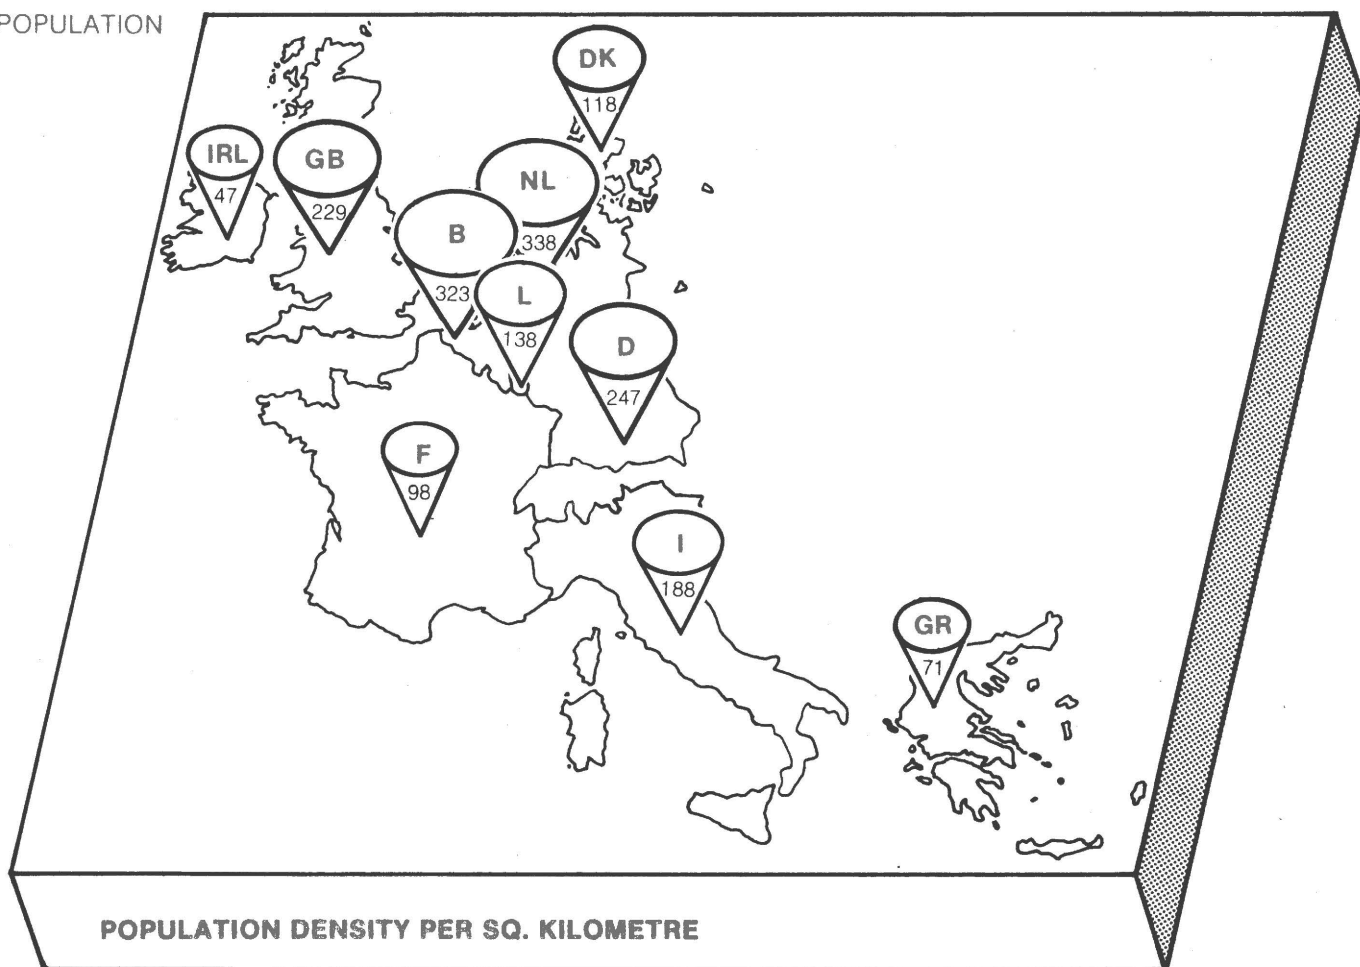 POPULATION
DK
118
IRL
47
GB
229
NL
338
B
323
L
138
D
247
F
98
I
188
GR
71
POPULATION DENSITY PER SQ. KILOMETRE